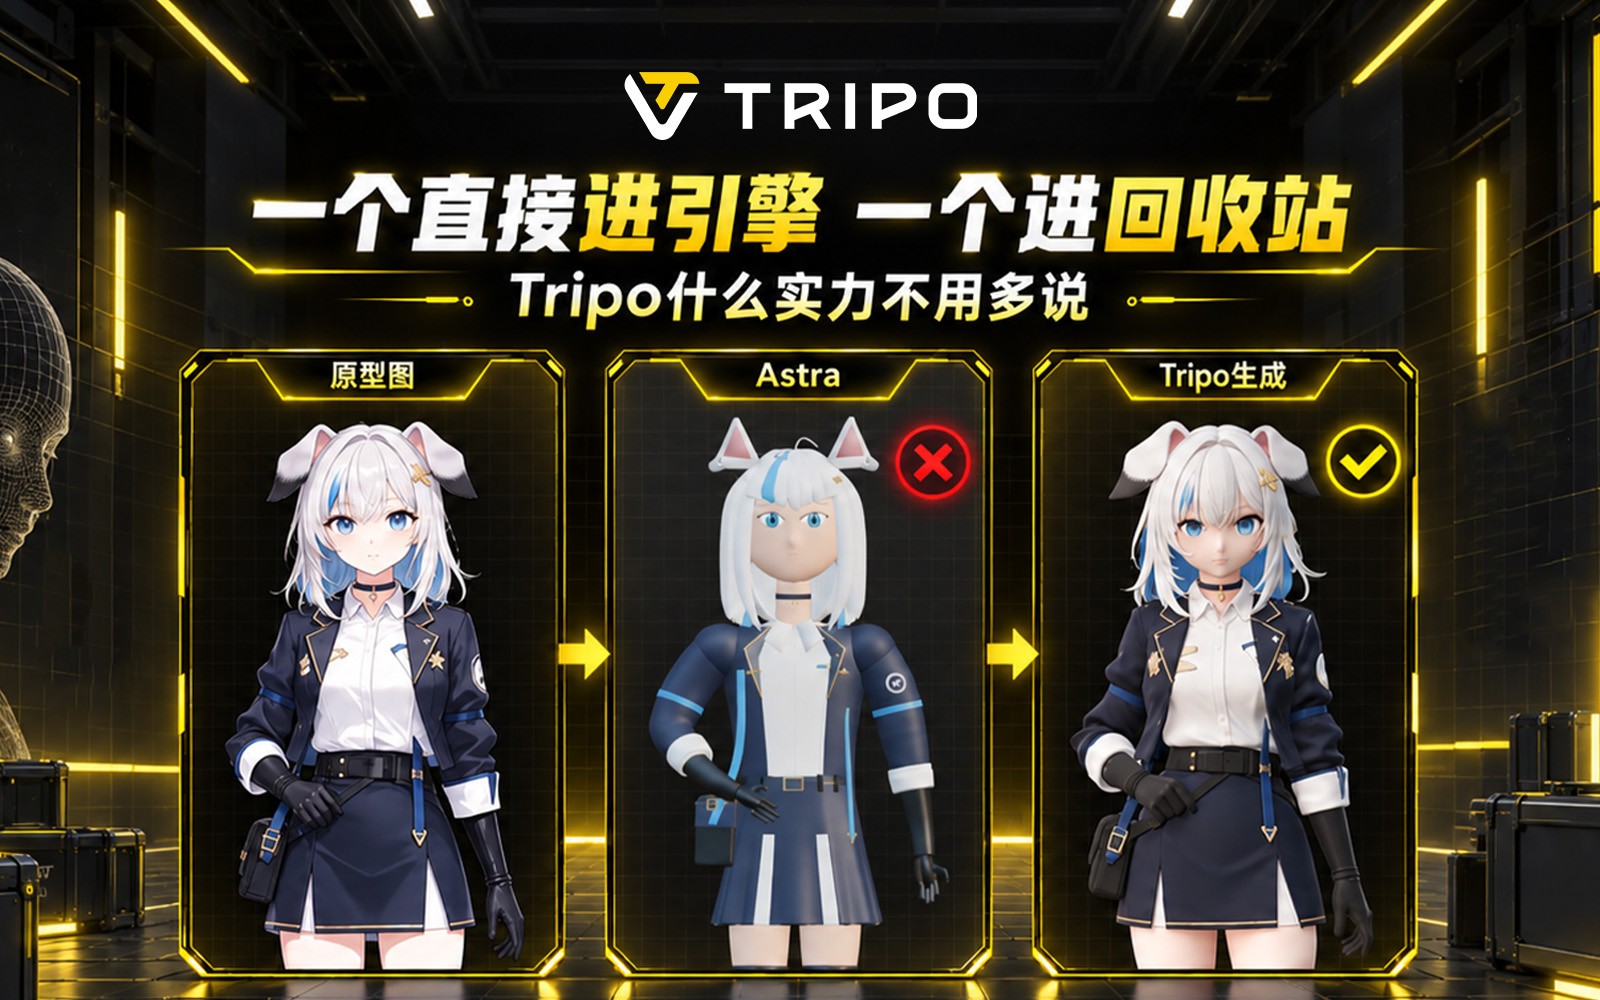 TRIPO
一个直接进引擎 一个进回收站
Tripo什么实力不用多说
原型图
Astra
Tripo生成